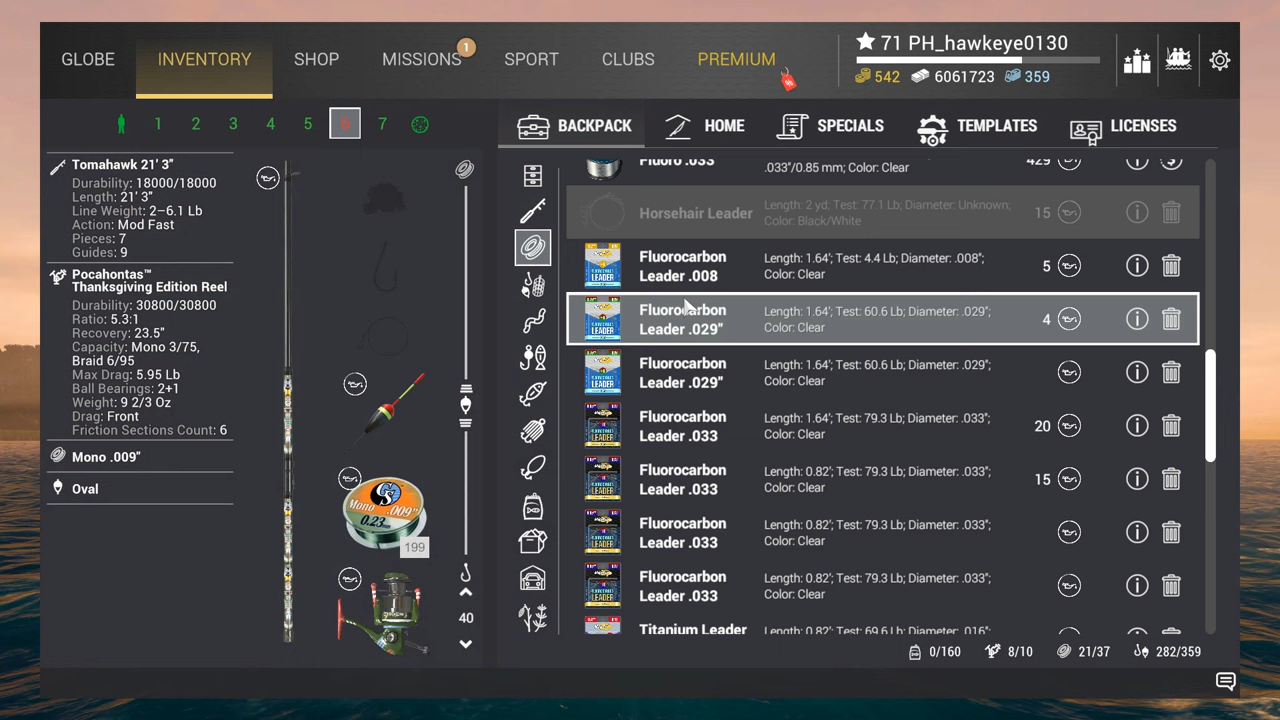 GLOBE INVENTORY SHOP MISSIONS 1 SPORT CLUBS PREMIUM
71 PH_hawkeye0130
542 6061723 359
1 2 3 4 5 6 7
BACKPACK HOME SPECIALS TEMPLATES LICENSES
Tomahawk 21' 3"
Durability: 18000/18000
Length: 21' 3"
Line Weight: 2–6.1 Lb
Action: Mod Fast
Pieces: 7
Guides: 9
Pocahontas™
Thanksgiving Edition Reel
Durability: 30800/30800
Ratio: 5.3:1
Recovery: 23.5"
Capacity: Mono 3/75,
Braid 6/95
Max Drag: 5.95 Lb
Ball Bearings: 2+1
Weight: 9 2/3 Oz
Drag: Front
Friction Sections Count: 6
Mono .009"
Oval
Mono .009"
0.23
199
40
Fluoro .033
.033"/0.85 mm; Color: Clear
429
Horsehair Leader
Length: 2 yd; Test: 77.1 Lb; Diameter: Unknown;
Color: Black/White
15
Fluorocarbon
Leader .008
Length: 1.64'; Test: 4.4 Lb; Diameter: .008";
Color: Clear
5
Fluorocarbon
Leader .029"
Length: 1.64'; Test: 60.6 Lb; Diameter: .029";
Color: Clear
4
Fluorocarbon
Leader .029"
Length: 1.64'; Test: 60.6 Lb; Diameter: .029";
Color: Clear
Fluorocarbon
Leader .033
Length: 1.64'; Test: 79.3 Lb; Diameter: .033";
Color: Clear
20
Fluorocarbon
Leader .033
Length: 0.82'; Test: 79.3 Lb; Diameter: .033";
Color: Clear
15
Fluorocarbon
Leader .033
Length: 0.82'; Test: 79.3 Lb; Diameter: .033";
Color: Clear
Fluorocarbon
Leader .033
Length: 0.82'; Test: 79.3 Lb; Diameter: .033";
Color: Clear
Titanium Leader
Length: 0.82'; Test: 69.6 Lb; Diameter: .016";
0/160 8/10 21/37 282/359